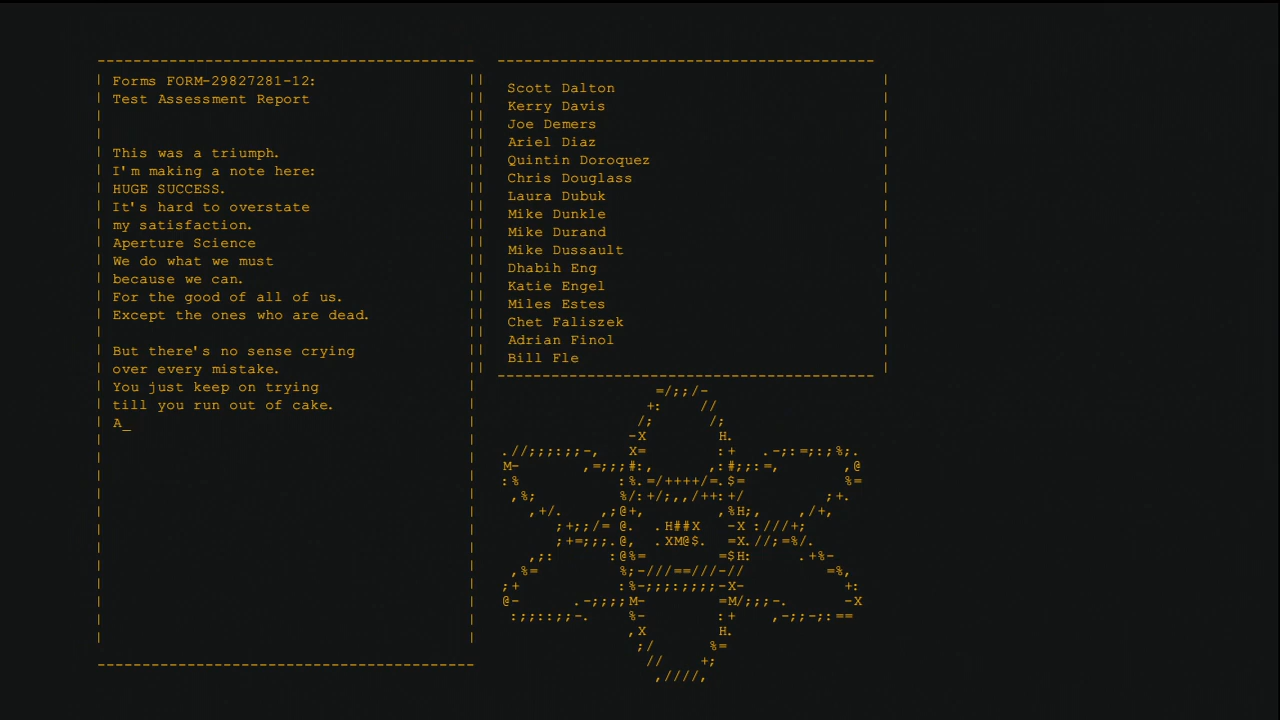 Forms FORM-29827281-12:
Test Assessment Report
This was a triumph.
I'm making a note here:
HUGE SUCCESS.
It's hard to overstate
my satisfaction.
Aperture Science
We do what we must
because we can.
For the good of all of us.
Except the ones who are dead.
But there's no sense crying
over every mistake.
You just keep on trying
till you run out of cake.
A_
Scott Dalton
Kerry Davis
Joe Demers
Ariel Diaz
Quintin Doroquez
Chris Douglass
Laura Dubuk
Mike Dunkle
Mike Durand
Mike Dussault
Dhabih Eng
Katie Engel
Miles Estes
Chet Faliszek
Adrian Finol
Bill Fle